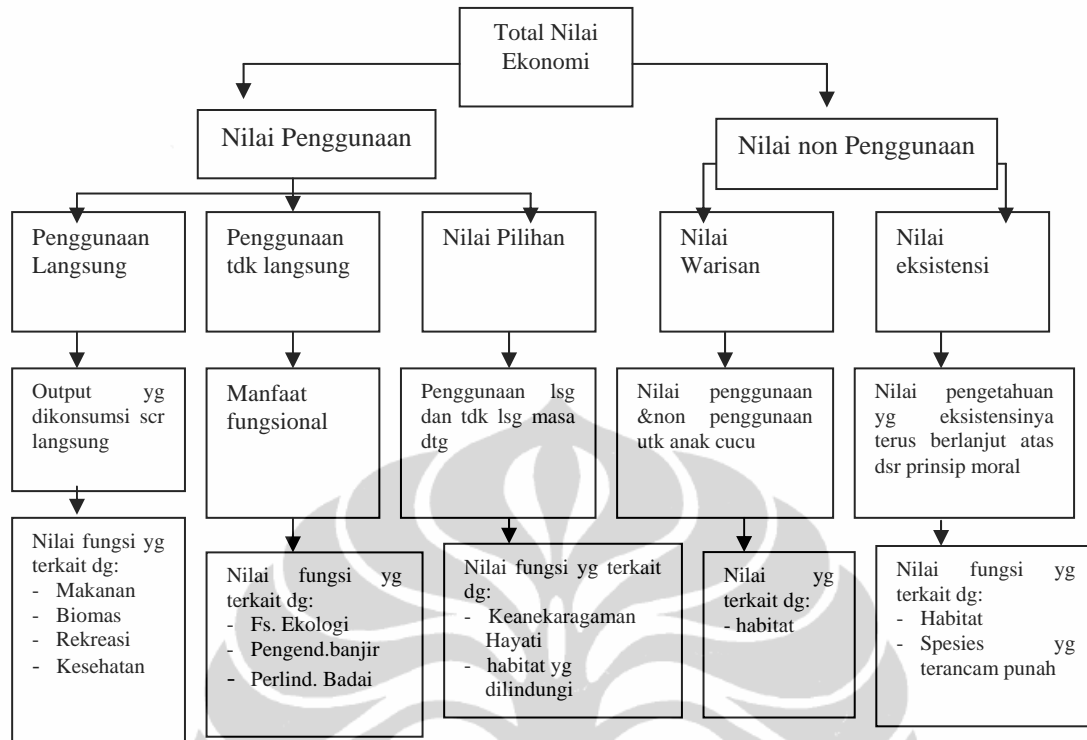 Total Nilai
Ekonomi
Nilai Penggunaan
Nilai non Penggunaan
Penggunaan
Langsung
Penggunaan
tdk langsung
Nilai Pilihan
Nilai
Warisan
Nilai
eksistensi
Output yg
dikonsumsi scr
langsung
Manfaat
fungsional
Penggunaan lsg
dan tdk lsg masa
dtg
Nilai penggunaan
&non penggunaan
utk anak cucu
Nilai pengetahuan
yg eksistensinya
terus berlanjut atas
dsr prinsip moral
Nilai fungsi yg
terkait dg:
- Makanan
- Biomas
- Rekreasi
- Kesehatan
Nilai fungsi yg
terkait dg:
- Fs. Ekologi
- Pengend.banjir
- Perlind. Badai
Nilai fungsi yg terkait
dg:
- Keanekaragaman
Hayati
- habitat yg
dilindungi
Nilai yg
terkait dg:
- habitat
Nilai fungsi yg
terkait dg:
- Habitat
- Spesies yg
terancam punah